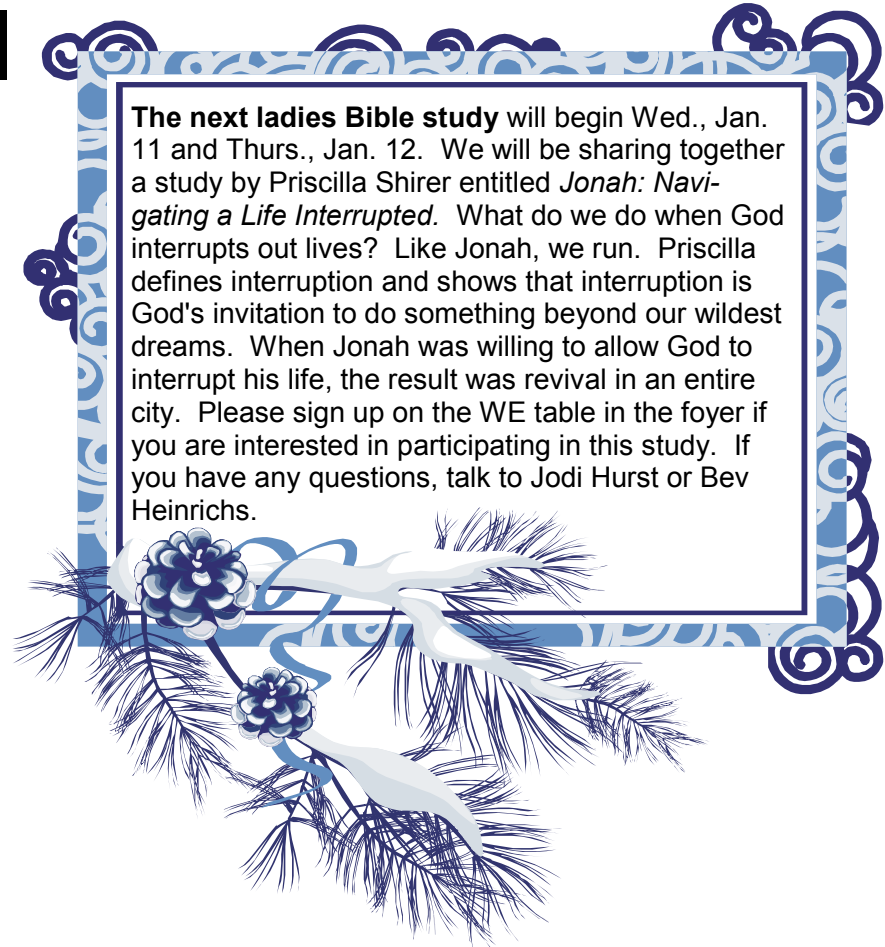 The next ladies Bible study will begin Wed., Jan.
11 and Thurs., Jan. 12.  We will be sharing together
a study by Priscilla Shirer entitled Jonah: Navi-
gating a Life Interrupted.  What do we do when God
interrupts out lives?  Like Jonah, we run.  Priscilla
defines interruption and shows that interruption is
God's invitation to do something beyond our wildest
dreams.  When Jonah was willing to allow God to
interrupt his life, the result was revival in an entire
city.  Please sign up on the WE table in the foyer if
you are interested in participating in this study.  If
you have any questions, talk to Jodi Hurst or Bev
Heinrichs.